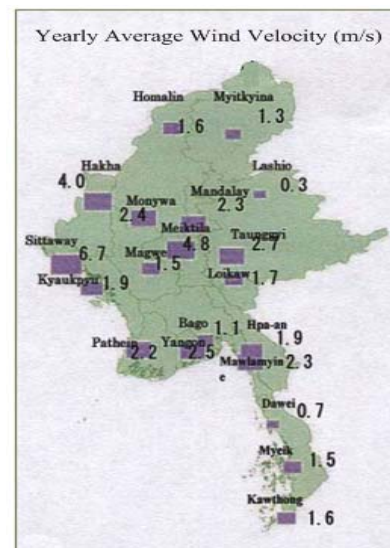 Yearly Average Wind Velocity (m/s)
Homalin
1.6
Myitkyina
1.3
Hakha
4.0
Lashio
0.3
Monywa
2.4
Mandalay
2.3
Meiktila
4.8
Taunggyi
2.7
Sittaway
6.7
Magwe
1.5
Kyaukpyu
1.9
Loikaw
1.7
Bago
1.1
Hpa-an
1.9
Pathein
2.2
Yangon
2.5
Mawlamyin
e
2.3
Dawei
0.7
Myeik
1.5
Kawthong
1.6